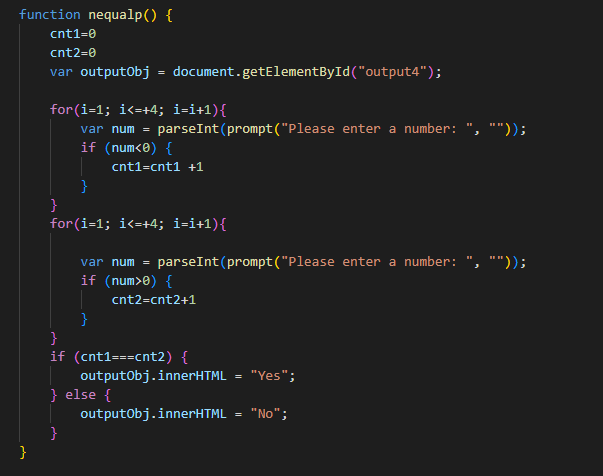 function nequalp() {
    cnt1=0
    cnt2=0
    var outputObj = document.getElementById("output4");

    for(i=1; i<=+4; i=i+1){
        var num = parseInt(prompt("Please enter a number: ", ""));
        if (num<0) {
            cnt1=cnt1 +1
        }
    }
    for(i=1; i<=+4; i=i+1){

        var num = parseInt(prompt("Please enter a number: ", ""));
        if (num>0) {
            cnt2=cnt2+1
        }
    }
    if (cnt1===cnt2) {
        outputObj.innerHTML = "Yes";
    } else {
        outputObj.innerHTML = "No";
    }
}